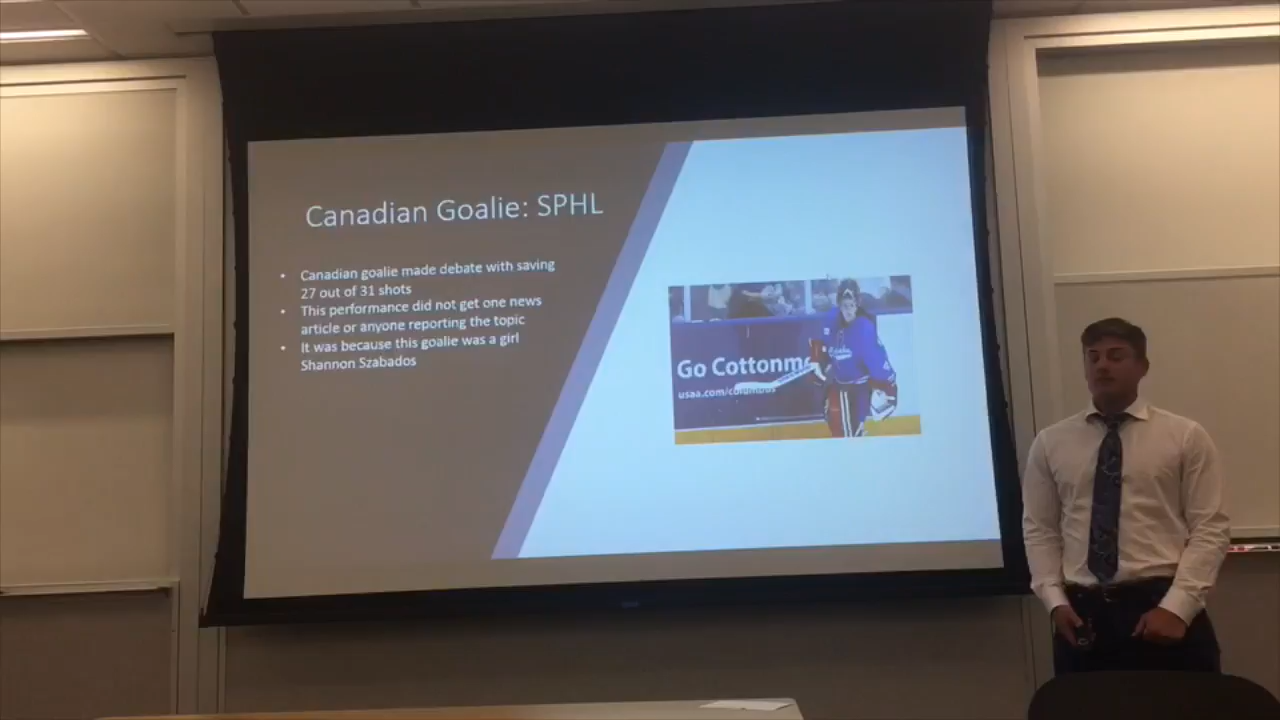 Canadian Goalie: SPHL
• Canadian goalie made debate with saving
27 out of 31 shots
• This performance did not get one news
article or anyone reporting the topic
• It was because this goalie was a girl
Shannon Szabados
Go Cottonm
usaa.com/columbus